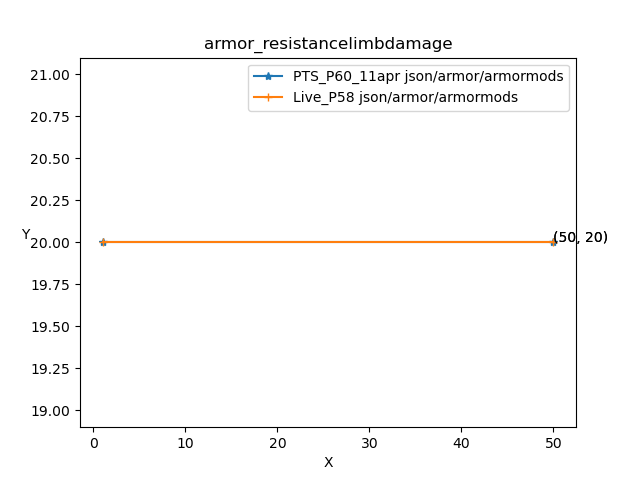 armor_resistancelimbdamage
PTS_P60_11apr json/armor/armormods
Live_P58 json/armor/armormods
21.00
20.75
20.50
20.25
Y
20.00
(50, 20)
19.75
19.50
19.25
19.00
0 10 20 30 40 50
X